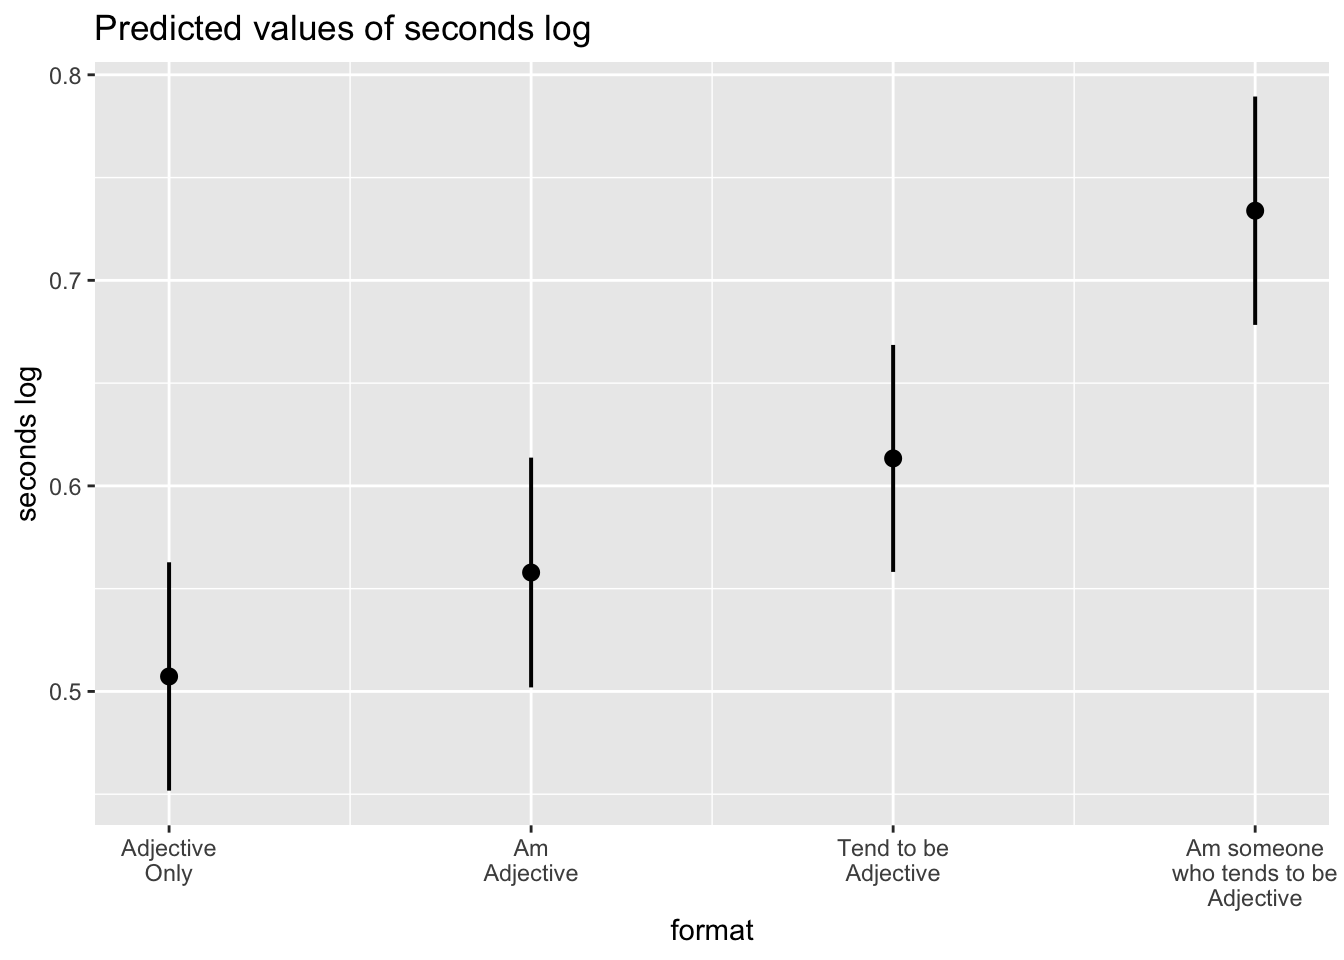 Predicted values of seconds log
seconds log
0.8
0.7
0.6
0.5
Adjective
Only
Am
Adjective
Tend to be
Adjective
Am someone
who tends to be
Adjective
format